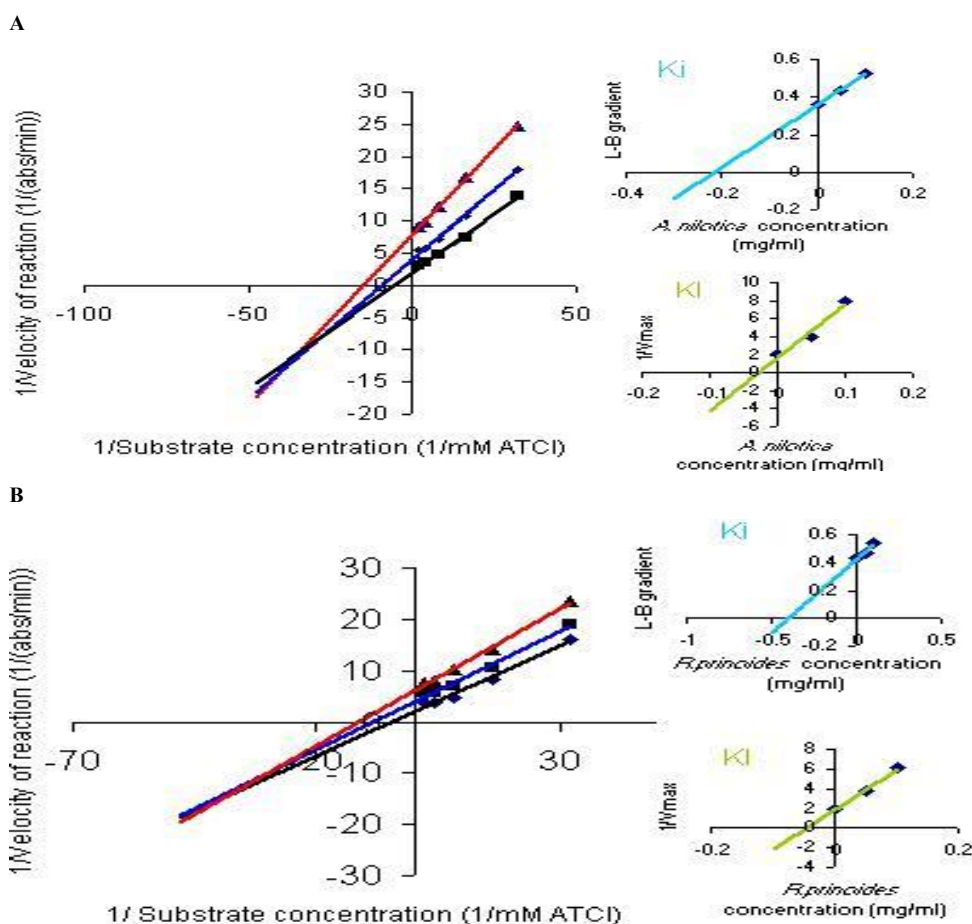 A
1/Velocity of reaction (1/(abs/min))
25
20
15
10
5
0
-5
-10
-15
-20
-100
-50
0
50
1/Substrate concentration (1/mM ATCI)
Ki
L-B gradient
0.6
0.4
0.2
0
-0.2
-0.4
-0.2
0
0.2
A. nilotica concentration
(mg/ml)
KI
1/Vmax
10
8
6
4
2
0
-2
-4
-6
-0.2
-0.1
0
0.1
0.2
A. nilotica
concentration (mg/ml)
B
1/Velocity of reaction (1/(abs/min))
30
20
10
-10
-20
-30
-70
-20
30
1/ Substrate concentration (1/mM ATCI)
Ki
L-B gradient
0.6
0.4
0.2
0
-0.2
-1
-0.5
0
0.5
R.prinoides concentration
(mg/ml)
KI
1/Vmax
8
6
4
2
0
-2
-4
-0.2
0
0.2
R.prinoides
concentration (mg/ml)